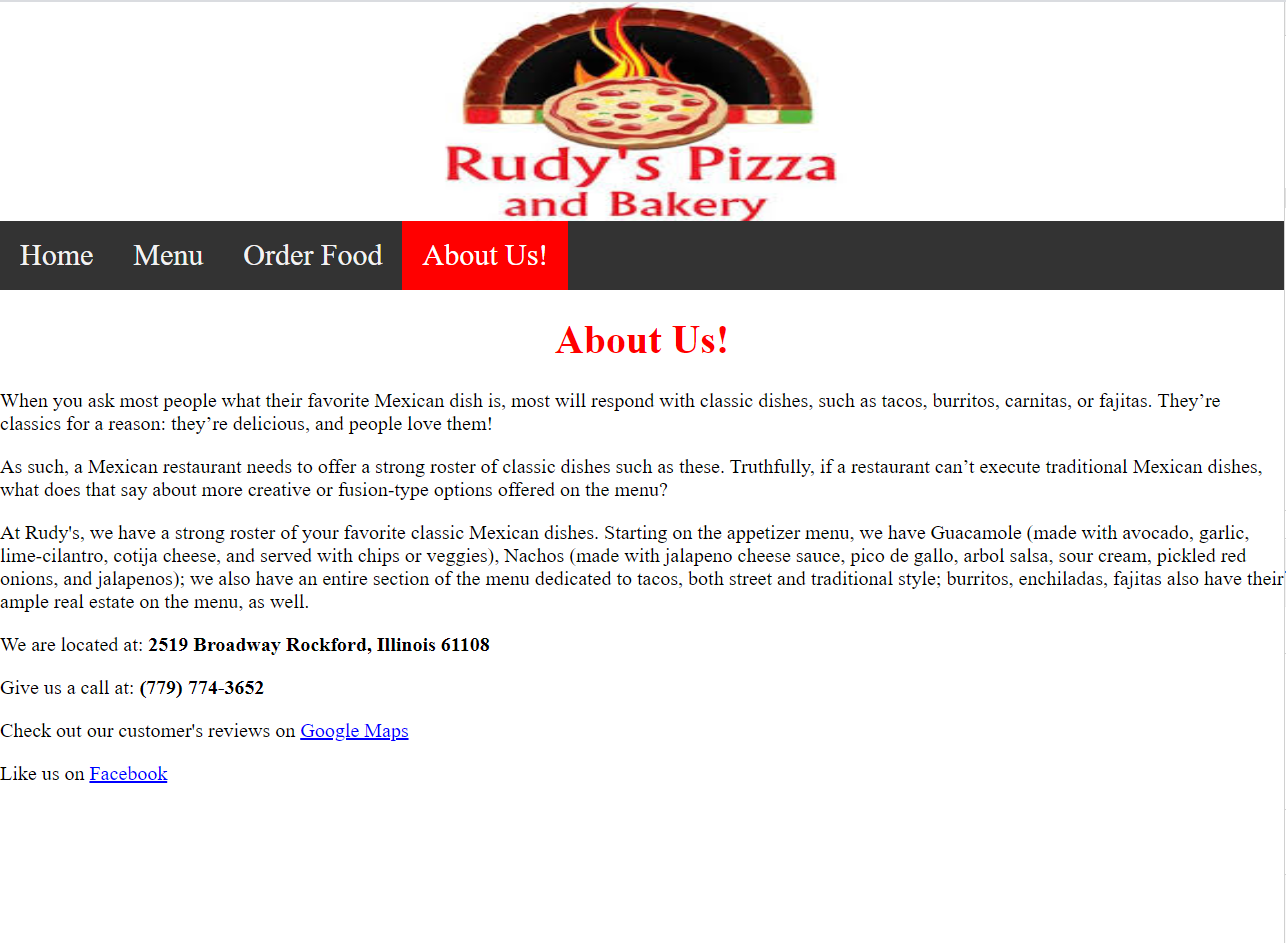 Rudy's Pizza
and Bakery
Home Menu Order Food About Us!
About Us!
When you ask most people what their favorite Mexican dish is, most will respond with classic dishes, such as tacos, burritos, carnitas, or fajitas. They’re
classics for a reason: they’re delicious, and people love them!
As such, a Mexican restaurant needs to offer a strong roster of classic dishes such as these. Truthfully, if a restaurant can’t execute traditional Mexican dishes,
what does that say about more creative or fusion-type options offered on the menu?
At Rudy's, we have a strong roster of your favorite classic Mexican dishes. Starting on the appetizer menu, we have Guacamole (made with avocado, garlic,
lime-cilantro, cotija cheese, and served with chips or veggies), Nachos (made with jalapeno cheese sauce, pico de gallo, arbol salsa, sour cream, pickled red
onions, and jalapenos); we also have an entire section of the menu dedicated to tacos, both street and traditional style; burritos, enchiladas, fajitas also have their
ample real estate on the menu, as well.
We are located at: 2519 Broadway Rockford, Illinois 61108
Give us a call at: (779) 774-3652
Check out our customer's reviews on Google Maps
Like us on Facebook